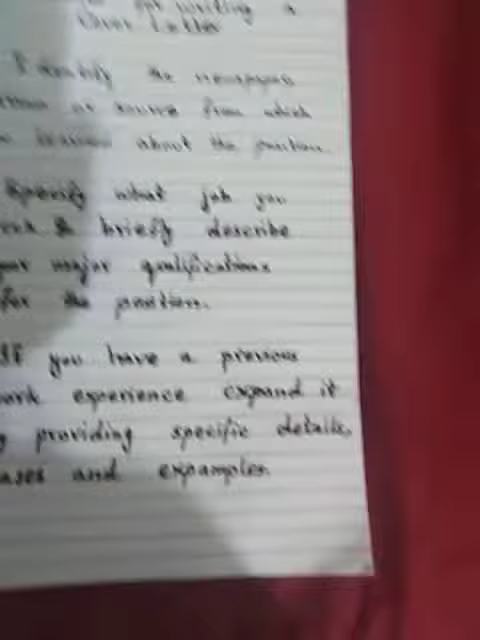 for writing a
Cover Letter
Identify the newspaper
or source from which
learned about the position.
Specify what job you
& briefly describe
your major qualifications
for the position.
If you have a previous
work experience expand it
providing specific details,
and expamples.